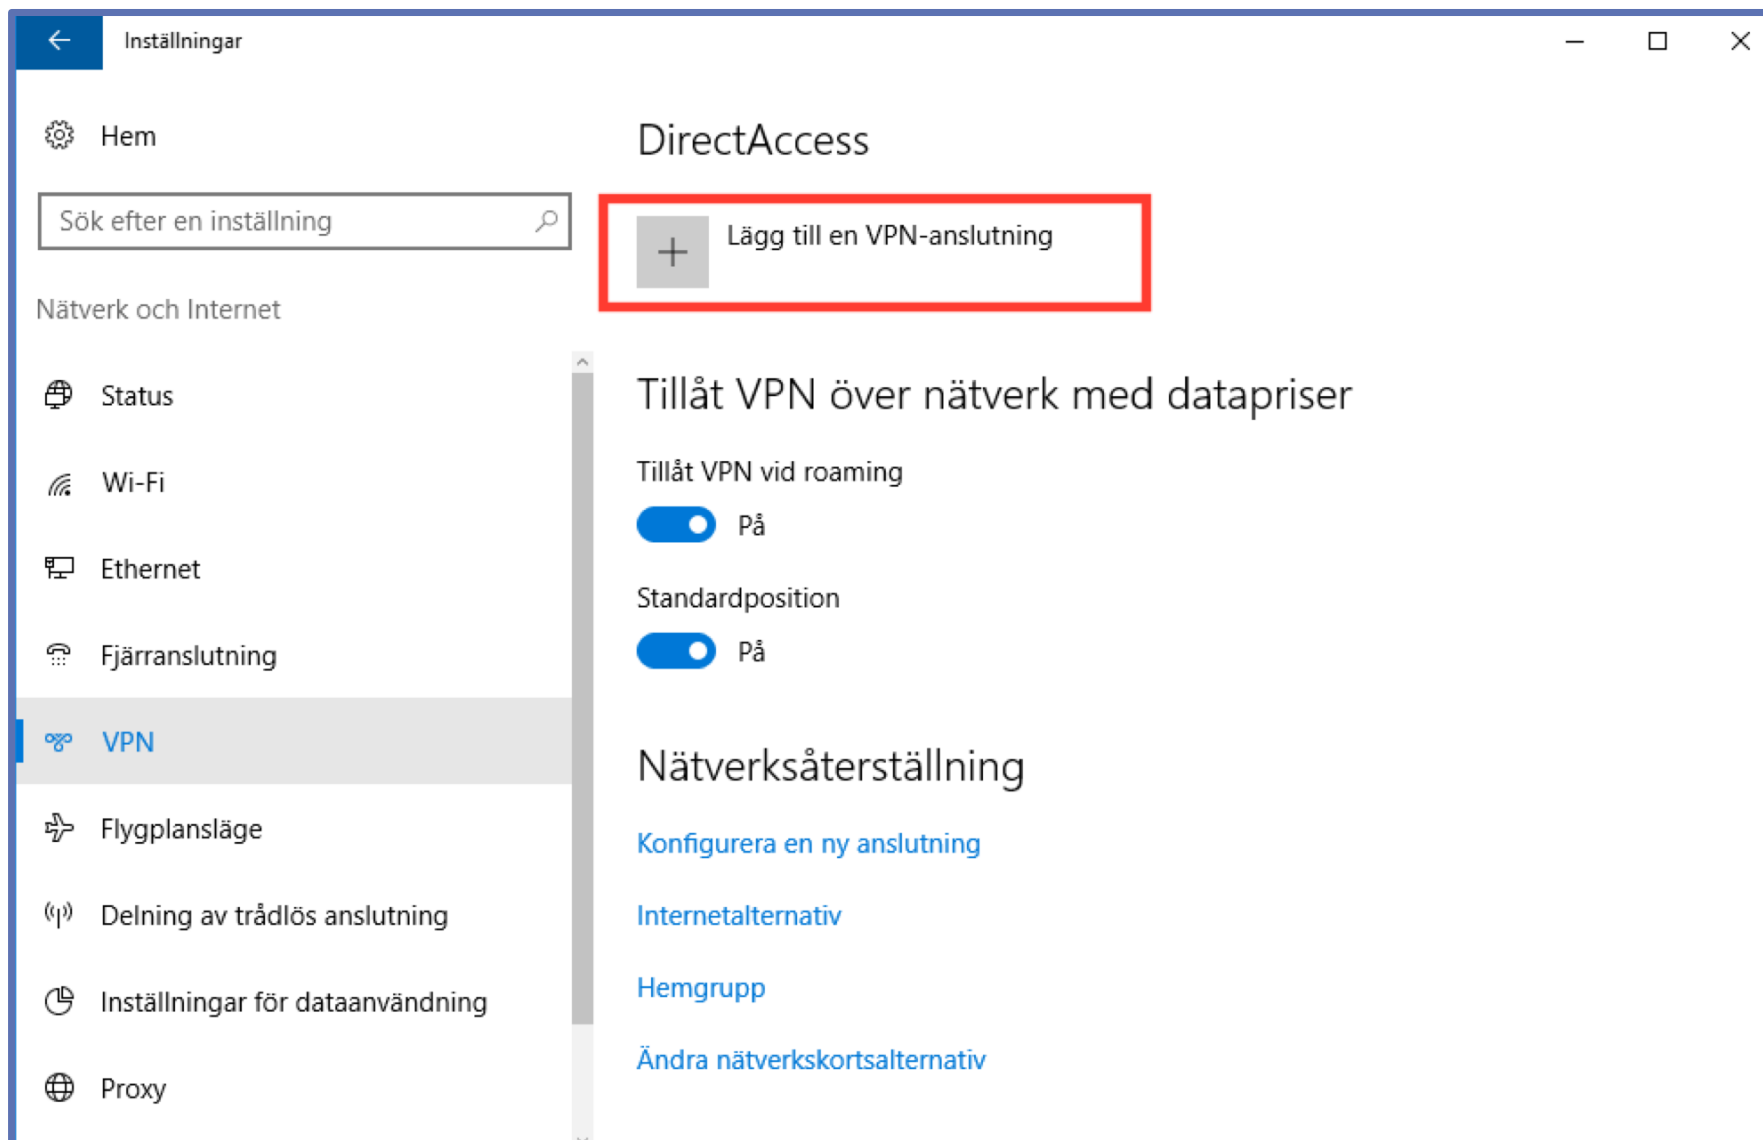 Inställningar
Hem
Sök efter en inställning
Nätverk och Internet
Status
Wi-Fi
Ethernet
Fjärranslutning
VPN
Flygplansläge
Delning av trådlös anslutning
Inställningar för dataanvändning
Proxy
DirectAccess
Lägg till en VPN-anslutning
Tillåt VPN över nätverk med datapriser
Tillåt VPN vid roaming
På
Standardposition
På
Nätverksåterställning
Konfigurera en ny anslutning
Internetalternativ
Hemgrupp
Ändra nätverkskortsalternativ